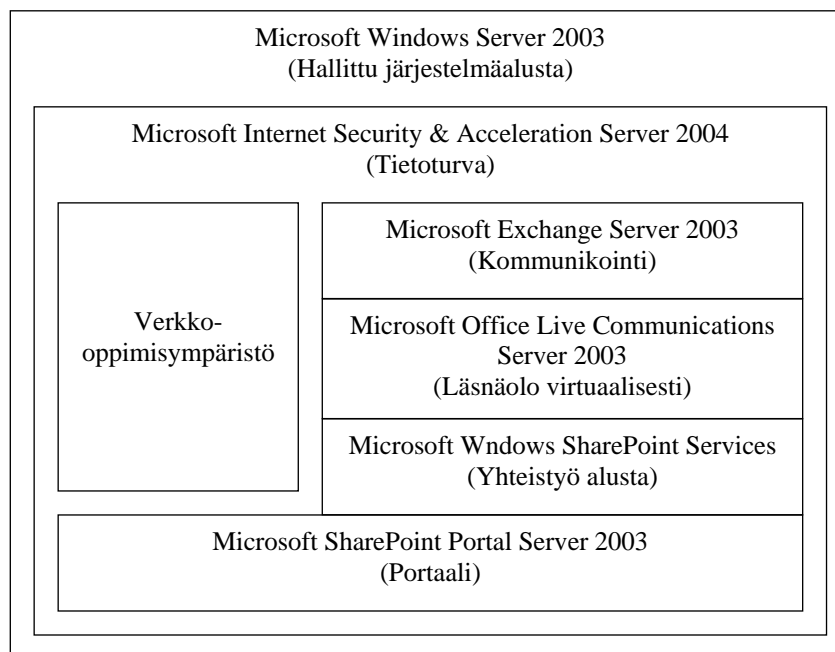 Microsoft Windows Server 2003
(Hallittu järjestelmäalusta)
Microsoft Internet Security & Acceleration Server 2004
(Tietoturva)
Verkko-
oppimisympäristö
Microsoft Exchange Server 2003
(Kommunikointi)
Microsoft Office Live Communications
Server 2003
(Läsnäolo virtuaalisesti)
Microsoft Wndows SharePoint Services
(Yhteistyö alusta)
Microsoft SharePoint Portal Server 2003
(Portaali)